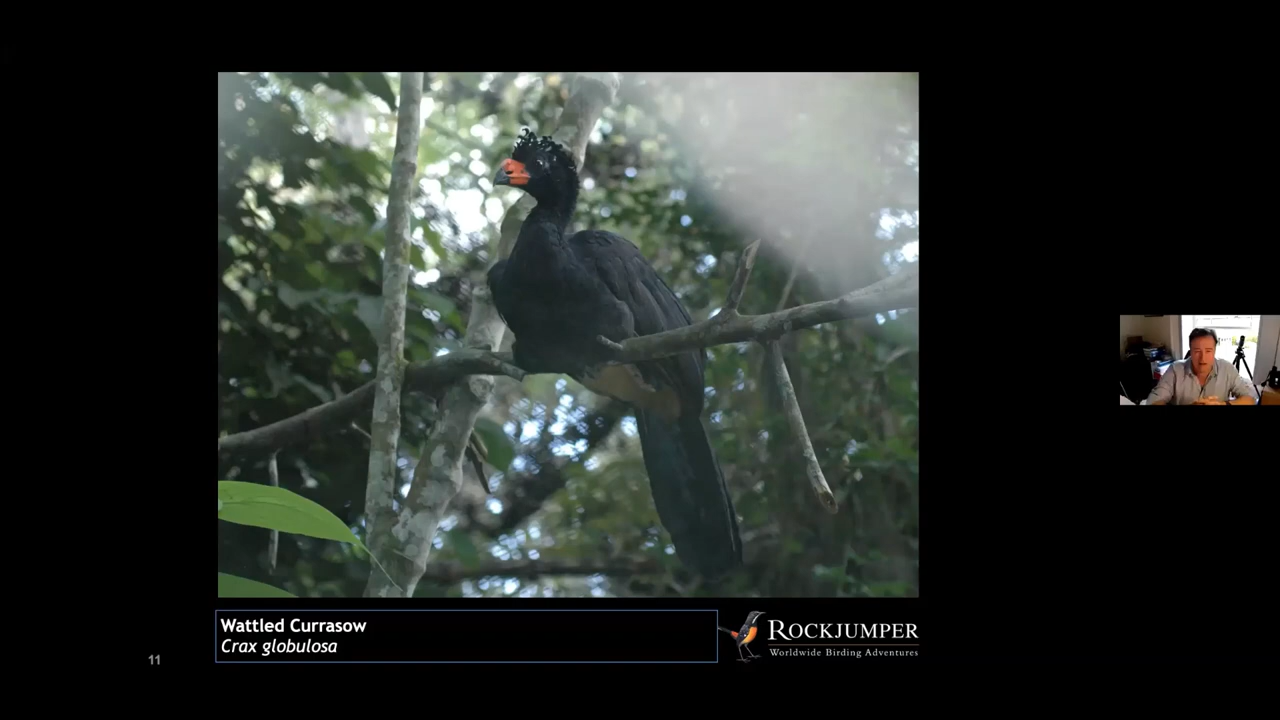 Wattled Currasow
Crax globulosa
ROCKJUMPER
Worldwide Birding Adventures
11